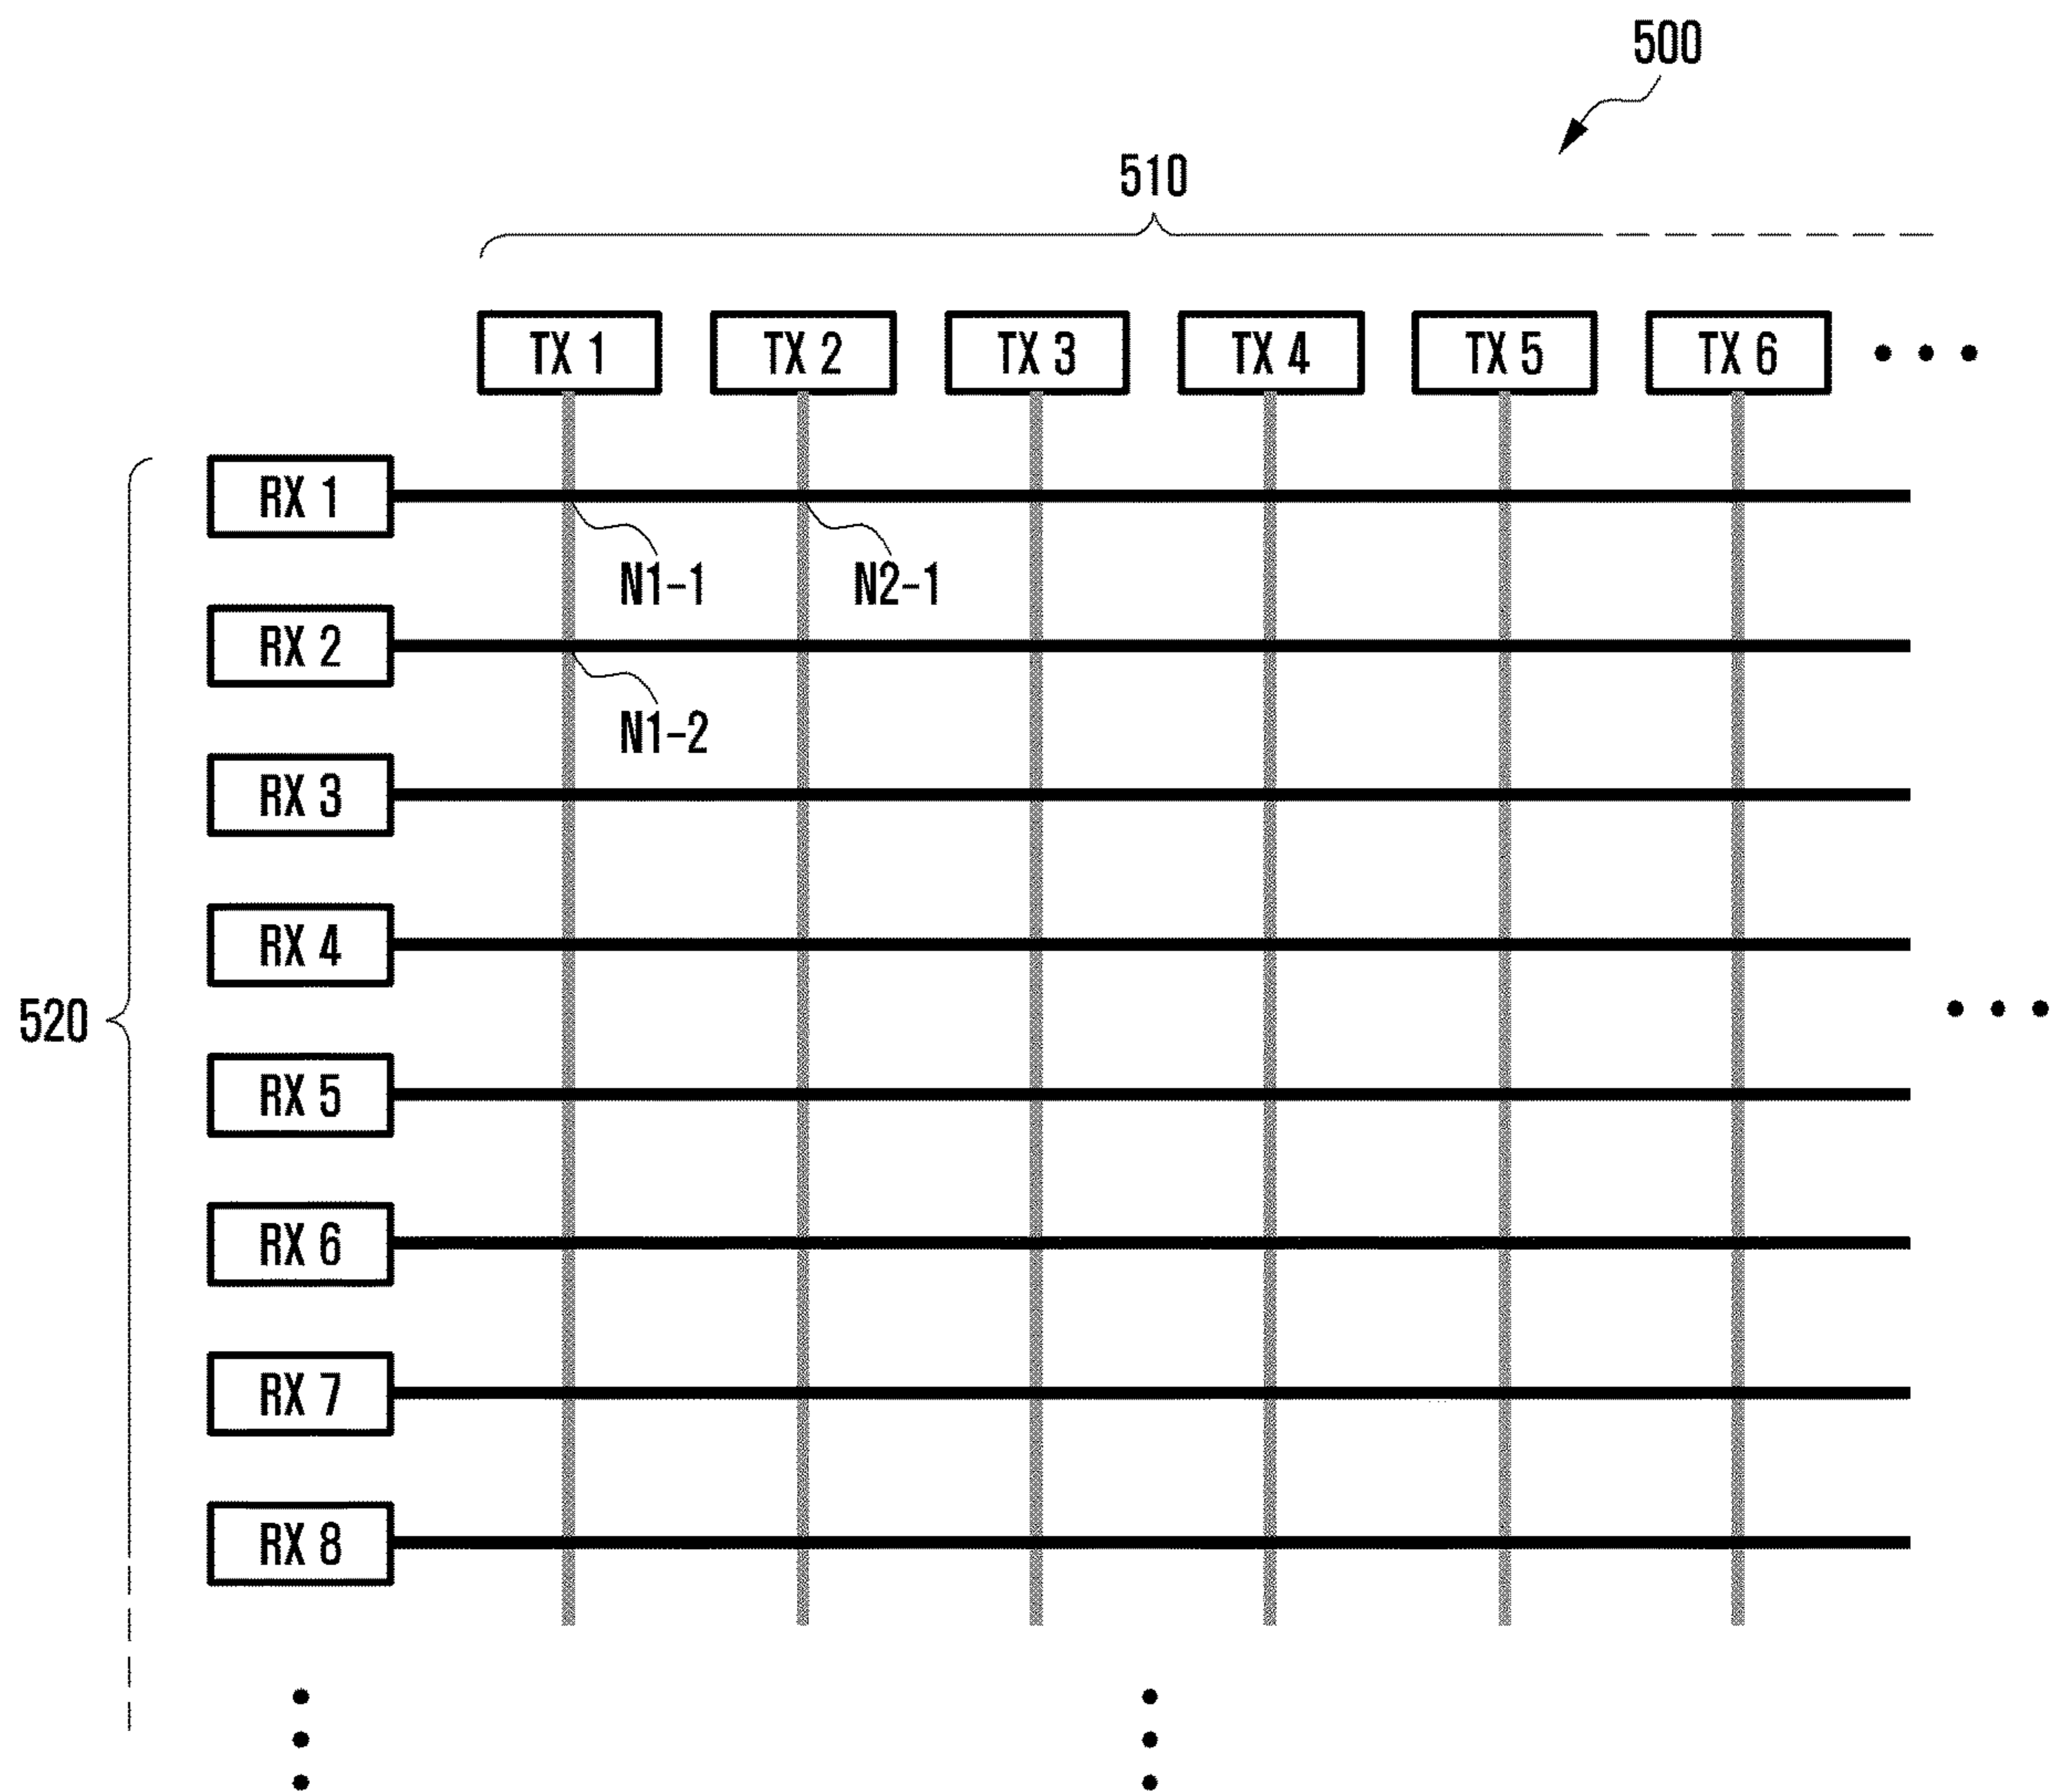 500
510
TX 1 TX 2 TX 3 TX 4 TX 5 TX 6
RX 1
N1-1 N2-1
RX 2
N1-2
RX 3
RX 4
520
RX 5
RX 6
RX 7
RX 8